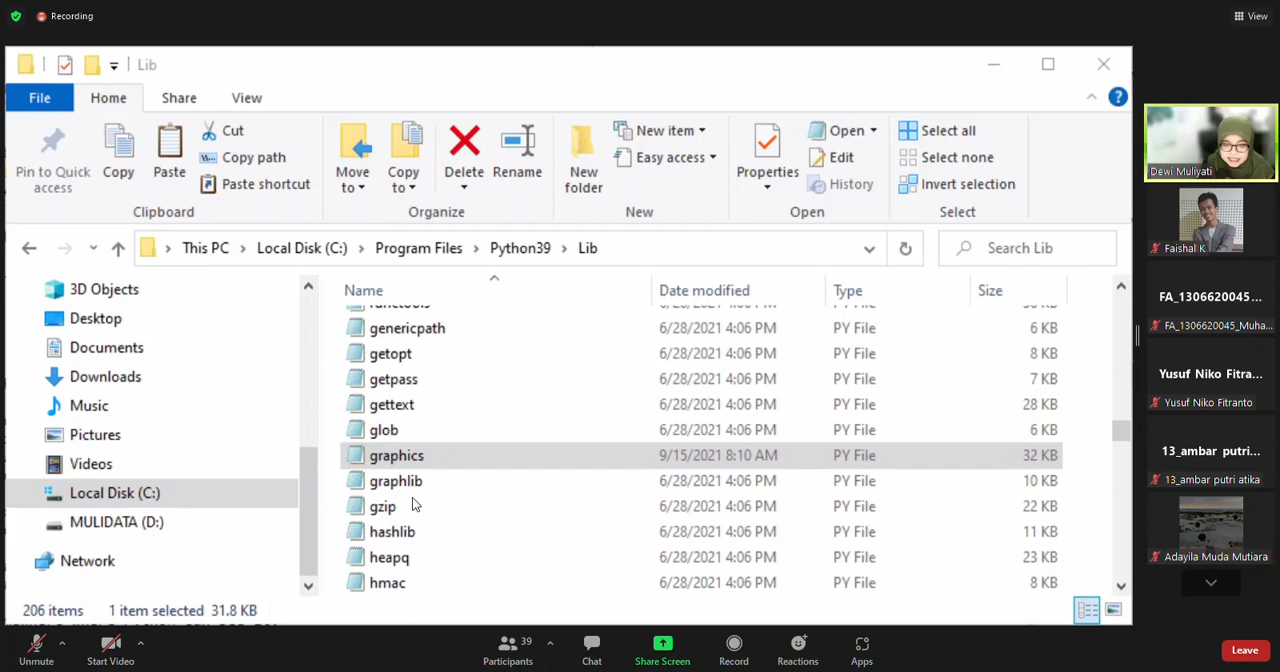 Recording
View
Lib
File Home Share View
Pin to Quick access
Copy
Paste
Cut
Copy path
Paste shortcut
Clipboard
Move to
Copy to
Delete
Rename
Organize
New folder
New item
Easy access
New
Properties
Open
Edit
History
Open
Select all
Select none
Invert selection
Select
This PC > Local Disk (C:) > Program Files > Python39 > Lib
Search Lib
3D Objects
Desktop
Documents
Downloads
Music
Pictures
Videos
Local Disk (C:)
MULIDATA (D:)
Network
Name Date modified Type Size
genericpath 6/28/2021 4:06 PM PY File 6 KB
getopt 6/28/2021 4:06 PM PY File 8 KB
getpass 6/28/2021 4:06 PM PY File 7 KB
gettext 6/28/2021 4:06 PM PY File 28 KB
glob 6/28/2021 4:06 PM PY File 6 KB
graphics 9/15/2021 8:10 AM PY File 32 KB
graphlib 6/28/2021 4:06 PM PY File 10 KB
gzip 6/28/2021 4:06 PM PY File 22 KB
hashlib 6/28/2021 4:06 PM PY File 11 KB
heapq 6/28/2021 4:06 PM PY File 23 KB
hmac 6/28/2021 4:06 PM PY File 8 KB
206 items 1 item selected 31.8 KB
Dewi Muliyati
Faishal K
FA_1306620045...
FA_1306620045_Muha...
Yusuf Niko Fitra...
Yusuf Niko Fitranto
13_ambar putri...
13_ambar putri atika
Adayila Muda Mutiara
Unmute
Start Video
39
Participants
Chat
Share Screen
Record
Reactions
Apps
Leave